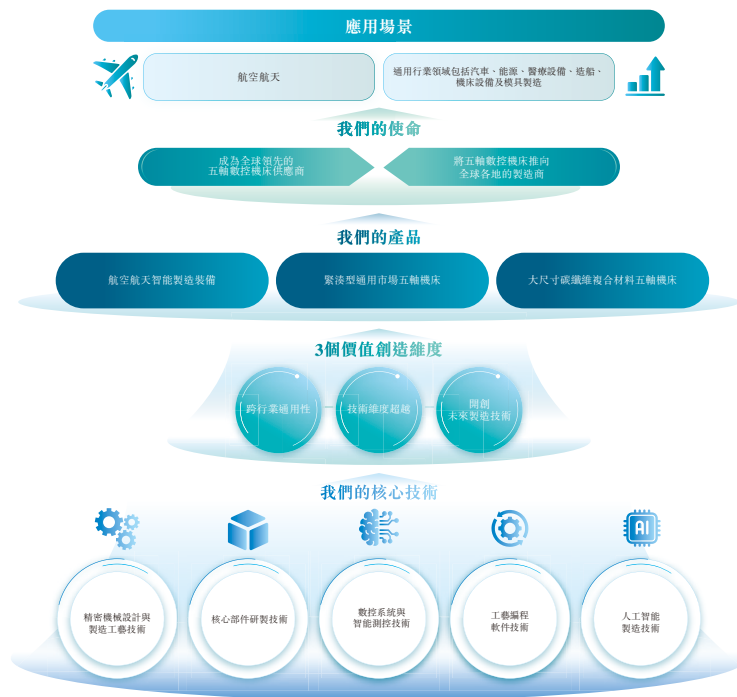 應用場景
航空航天
通用行業領域包括汽車、能源、醫療設備、造船、
機床設備及模具製造
我們的使命
成為全球領先的
五軸數控機床供應商
將五軸數控機床推向
全球各地的製造商
我們的產品
航空航天智能製造裝備
緊湊型通用市場五軸機床
大尺寸碳纖維複合材料五軸機床
3個價值創造維度
跨行業通用性
技術維度超越
開創
未來製造技術
我們的核心技術
AI
精密機械設計與
製造工藝技術
核心部件研製技術
數控系統與
智能測控技術
工藝編程
軟件技術
人工智能
製造技術